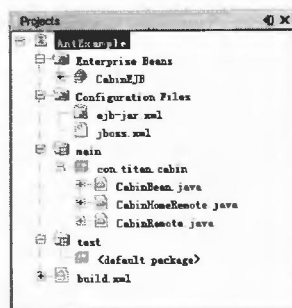 Projects
AntExample
Enterprise Beans
CabinEJB
Configuration Files
ejb-jar.xml
jboss.xml
main
com.titan.cabin
CabinBean.java
CabinHomeRemote.java
CabinRemote.java
test
<default package>
build.xml